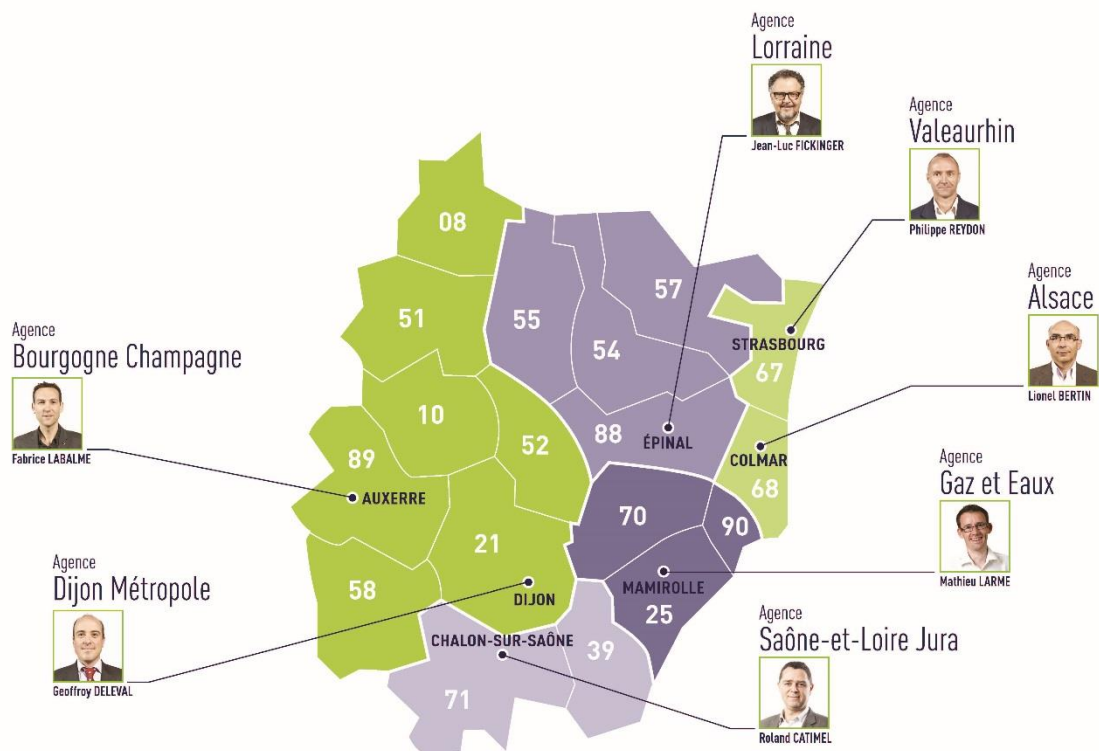 Agence
Lorraine
Jean-Luc FICKINGER
Agence
Valeaurhin
Philippe REYDON
Agence
Alsace
Lionel BERTIN
Agence
Bourgogne Champagne
Fabrice LABALME
Agence
Gaz et Eaux
Mathieu LARME
Agence
Dijon Métropole
Geoffroy DELEVAL
Agence
Saône-et-Loire Jura
Roland CATIMEL
08
51
55
57
54
STRASBOURG
67
10
52
88
ÉPINAL
COLMAR
68
89
AUXERRE
70
90
21
58
DIJON
MAMIROLLE
25
CHALON-SUR-SAÔNE
39
71